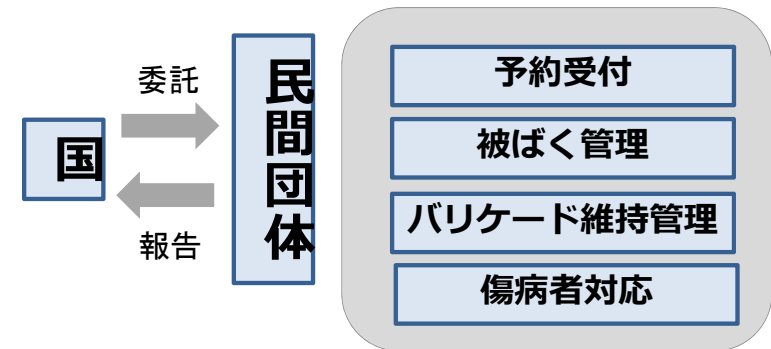 国
委託
報告
民間団体
予約受付
被ばく管理
バリケード維持管理
傷病者対応